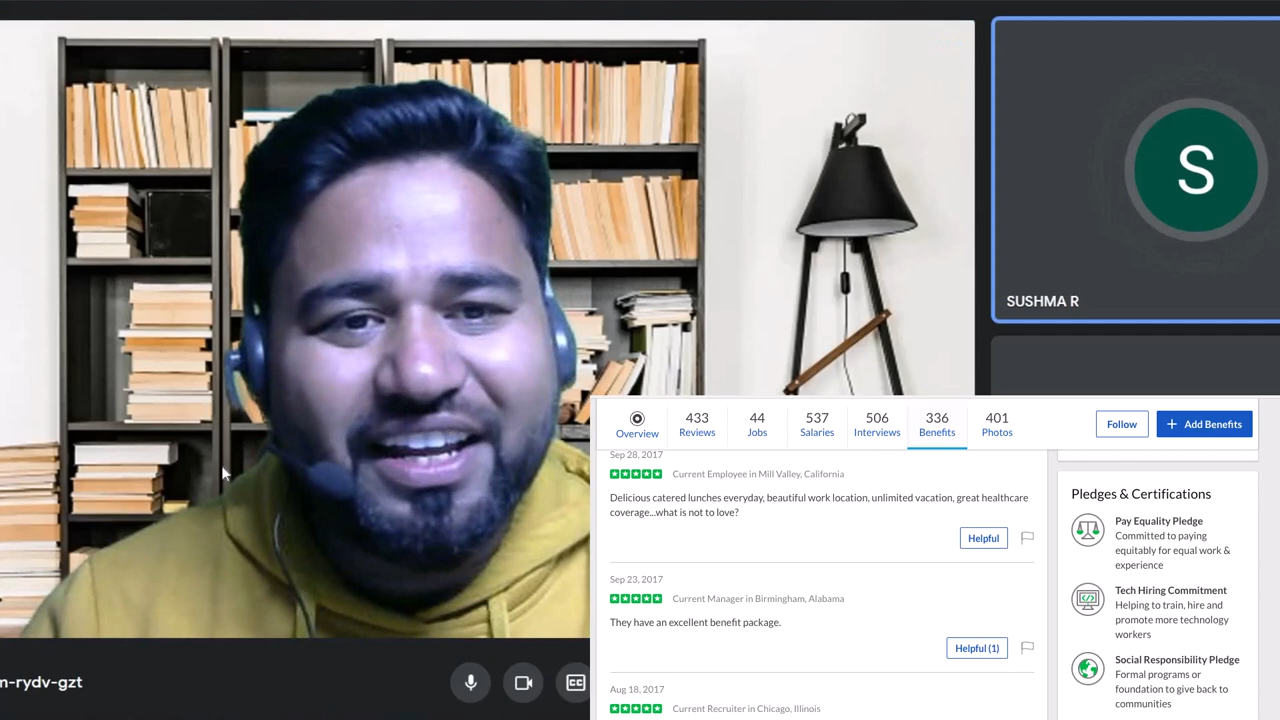 S
SUSHMA R
Overview
433
Reviews
44
Jobs
537
Salaries
506
Interviews
336
Benefits
401
Photos
Follow
+ Add Benefits
Sep 28, 2017
Current Employee in Mill Valley, California
Delicious catered lunches everyday, beautiful work location, unlimited vacation, great healthcare
coverage...what is not to love?
Helpful
Sep 23, 2017
Current Manager in Birmingham, Alabama
They have an excellent benefit package.
Helpful (1)
Aug 18, 2017
Current Recruiter in Chicago, Illinois
Pledges & Certifications
Pay Equality Pledge
Committed to paying
equitably for equal work &
experience
Tech Hiring Commitment
Helping to train, hire and
promote more technology
workers
Social Responsibility Pledge
Formal programs or
foundation to give back to
communities
m-rydv-gzt
CC